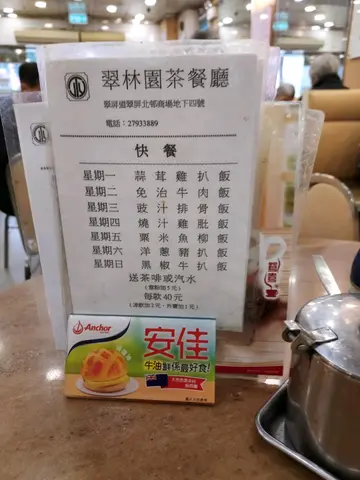 翠林園茶餐廳
翠屏道翠屏北邨商場地下四號
電話：27933889
快餐
星期一 蒜茸雞扒飯
星期二 免治牛肉飯
星期三 豉汁排骨飯
星期四 燒汁雞肶飯
星期五 粟米魚柳飯
星期六 洋蔥豬扒飯
星期日 黑椒牛扒飯
送茶啡或汽水
每款40元
Anchor
安佳
牛油鮮係最好食!